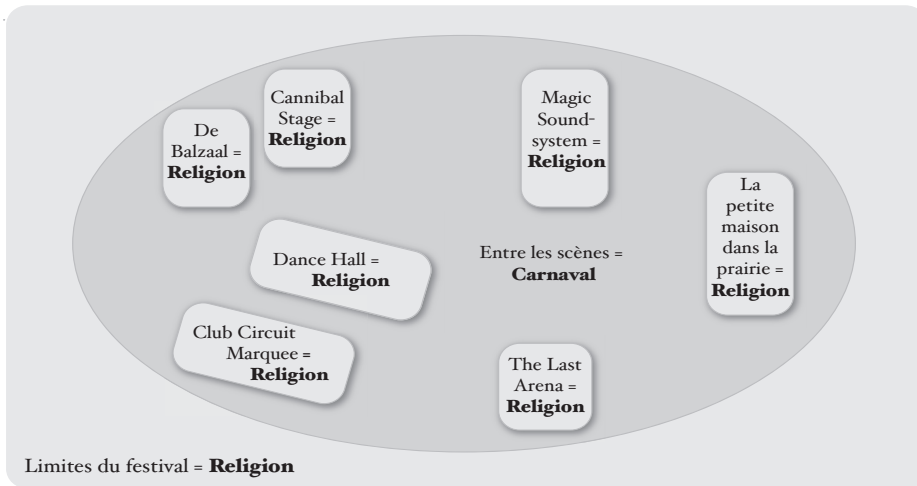 Cannibal
Stage =
Religion
De
Balzaal =
Religion
Magic
Sound-
system =
Religion
La
petite
maison
dans la
prairie =
Religion
Dance Hall =
Religion
Entre les scènes =
Carnaval
Club Circuit
Marquee =
Religion
The Last
Arena =
Religion
Limites du festival = Religion